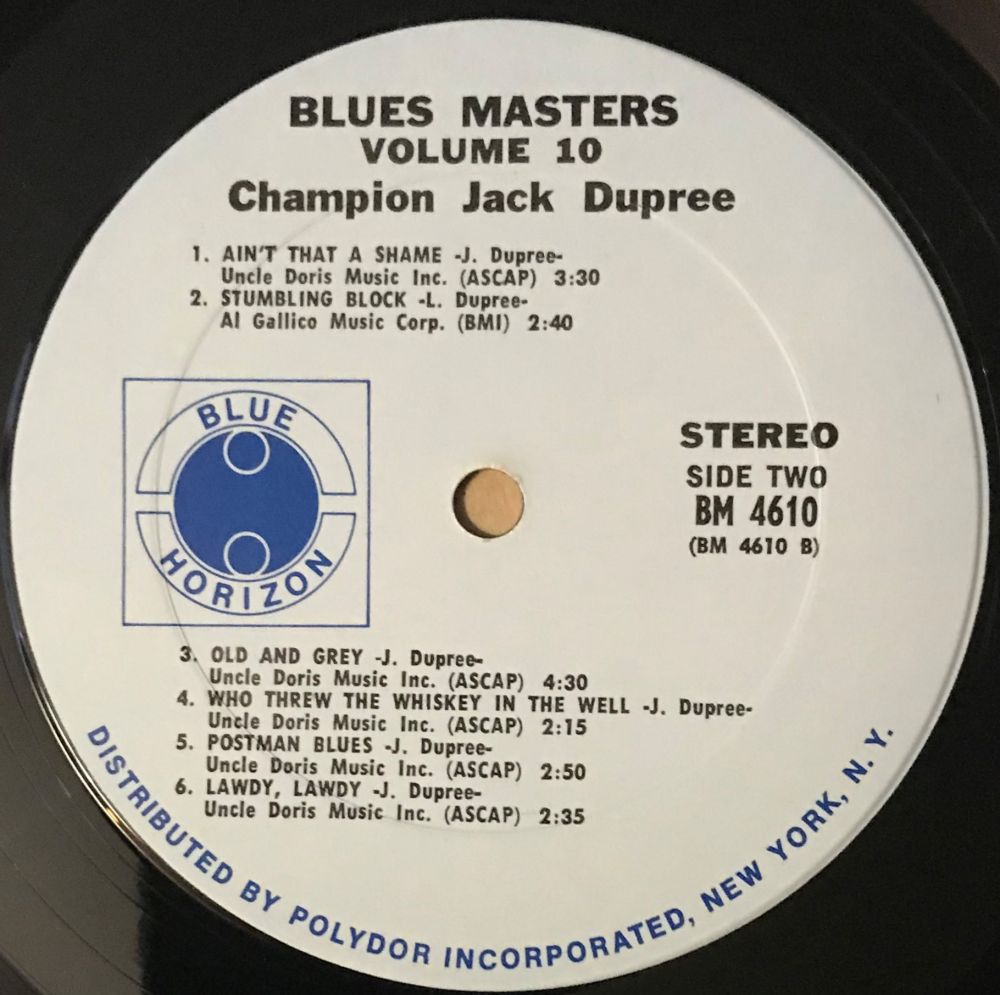 BLUES MASTERS
VOLUME 10
Champion Jack Dupree
1. AIN'T THAT A SHAME -J. Dupree-
Uncle Doris Music Inc. (ASCAP) 3:30
2. STUMBLING BLOCK -L. Dupree-
Al Gallico Music Corp. (BMI) 2:40
BLUE
HORIZON
STEREO
SIDE TWO
BM 4610
(BM 4610 B)
3. OLD AND GREY -J. Dupree-
Uncle Doris Music Inc. (ASCAP) 4:30
4. WHO THREW THE WHISKEY IN THE WELL -J. Dupree-
Uncle Doris Music Inc. (ASCAP) 2:15
5. POSTMAN BLUES -J. Dupree-
Uncle Doris Music Inc. (ASCAP) 2:50
6. LAWDY, LAWDY -J. Dupree-
Uncle Doris Music Inc. (ASCAP) 2:35
DISTRIBUTED BY POLYDOR INCORPORATED, NEW YORK, N. Y.